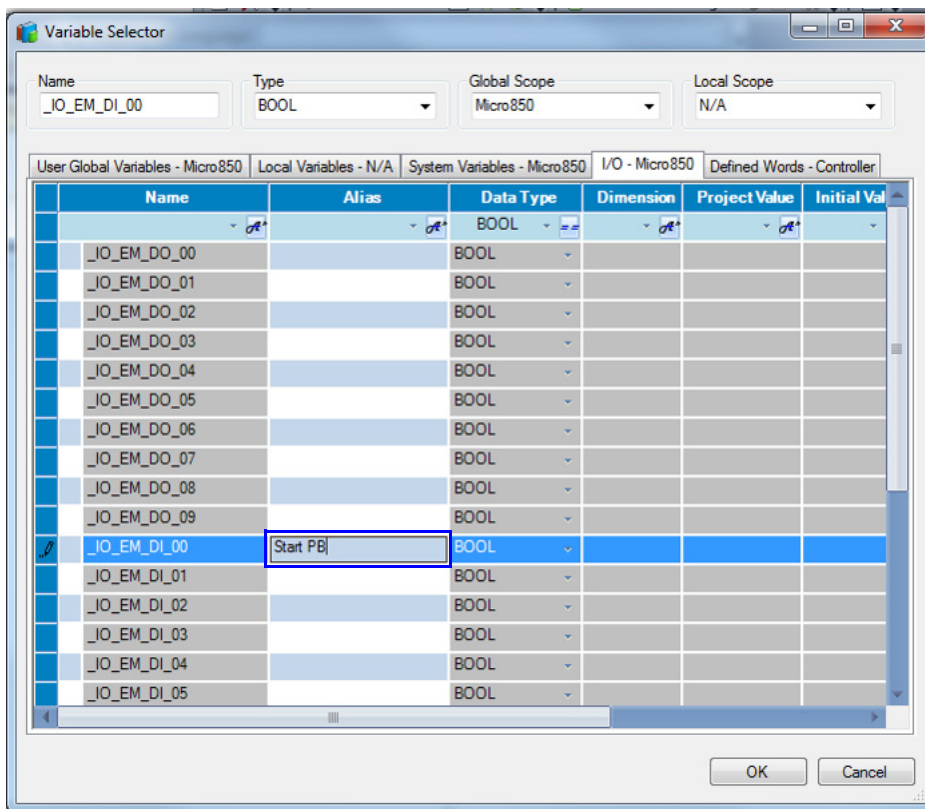 Variable Selector
Name Type Global Scope Local Scope
_IO_EM_DI_00 BOOL Micro850 N/A
User Global Variables - Micro850 Local Variables - N/A System Variables - Micro850 I/O - Micro850 Defined Words - Controller
Name Alias Data Type Dimension Project Value Initial Val
BOOL ==
_IO_EM_DO_00 BOOL
_IO_EM_DO_01 BOOL
_IO_EM_DO_02 BOOL
_IO_EM_DO_03 BOOL
_IO_EM_DO_04 BOOL
_IO_EM_DO_05 BOOL
_IO_EM_DO_06 BOOL
_IO_EM_DO_07 BOOL
_IO_EM_DO_08 BOOL
_IO_EM_DO_09 BOOL
_IO_EM_DI_00 Start PB BOOL
_IO_EM_DI_01 BOOL
_IO_EM_DI_02 BOOL
_IO_EM_DI_03 BOOL
_IO_EM_DI_04 BOOL
_IO_EM_DI_05 BOOL
OK Cancel